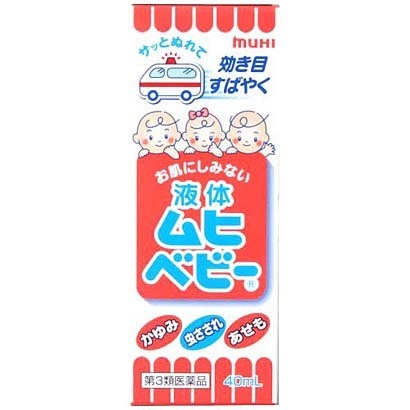 muHI
サッとぬれて
効き目
すばやく
お肌にしみない
液体
ムヒ
ベビー®
かゆみ
虫さされ
あせも
第3類医薬品
40mL